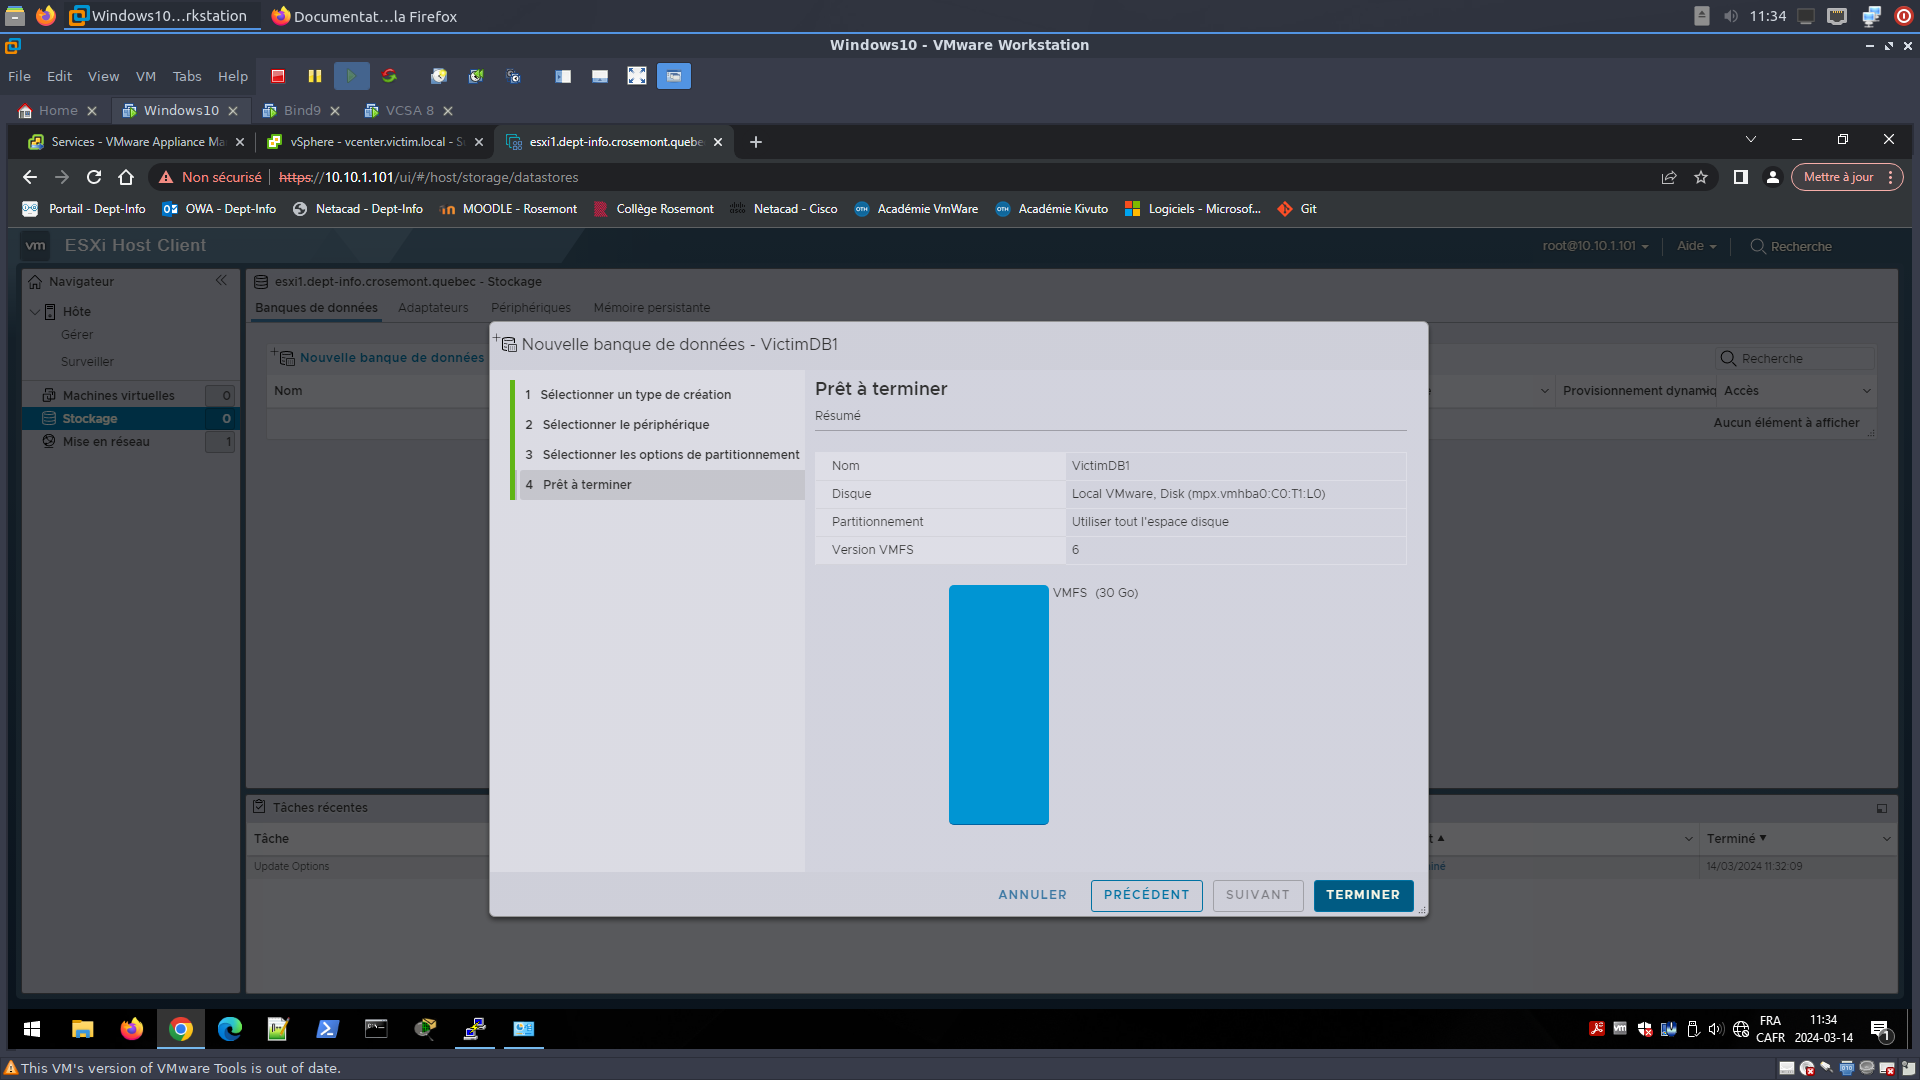 Windows10...rkstation
Documentat...la Firefox
11:34
Windows10 - VMware Workstation
File Edit View VM Tabs Help
Home
Windows10
Bind9
VCSA 8
Services - VMware Appliance Ma
vSphere - vcenter.victim.local - S
esxi1.dept-info.crosemont.quebe
Non sécurisé https://10.10.1.101/ui/#/host/storage/datastores
Mettre à jour
Portail - Dept-Info
OWA - Dept-Info
Netacad - Dept-Info
MOODLE - Rosemont
Collège Rosemont
Netacad - Cisco
Académie VmWare
Académie Kivuto
Logiciels - Microsof...
Git
vm ESXi Host Client
root@10.10.1.101
Aide
Recherche
Navigateur
Hôte
Gérer
Surveiller
Machines virtuelles 0
Stockage 0
Mise en réseau 1
esxi1.dept-info.crosemont.quebec - Stockage
Banques de données Adaptateurs Périphériques Mémoire persistante
Nouvelle banque de données
Recherche
Nom
Provisionnement dynamiq
Accès
Aucun élément à afficher
Nouvelle banque de données - VictimDB1
1 Sélectionner un type de création
2 Sélectionner le périphérique
3 Sélectionner les options de partitionnement
4 Prêt à terminer
Prêt à terminer
Résumé
Nom VictimDB1
Disque Local VMware, Disk (mpx.vmhba0:C0:T1:L0)
Partitionnement Utiliser tout l'espace disque
Version VMFS 6
VMFS (30 Go)
ANNULER
PRÉCÉDENT
SUIVANT
TERMINER
Tâches récentes
Tâche
Terminé
Update Options
iné
14/03/2024 11:32:09
FRA
CAFR
11:34
2024-03-14
1
This VM's version of VMware Tools is out of date.